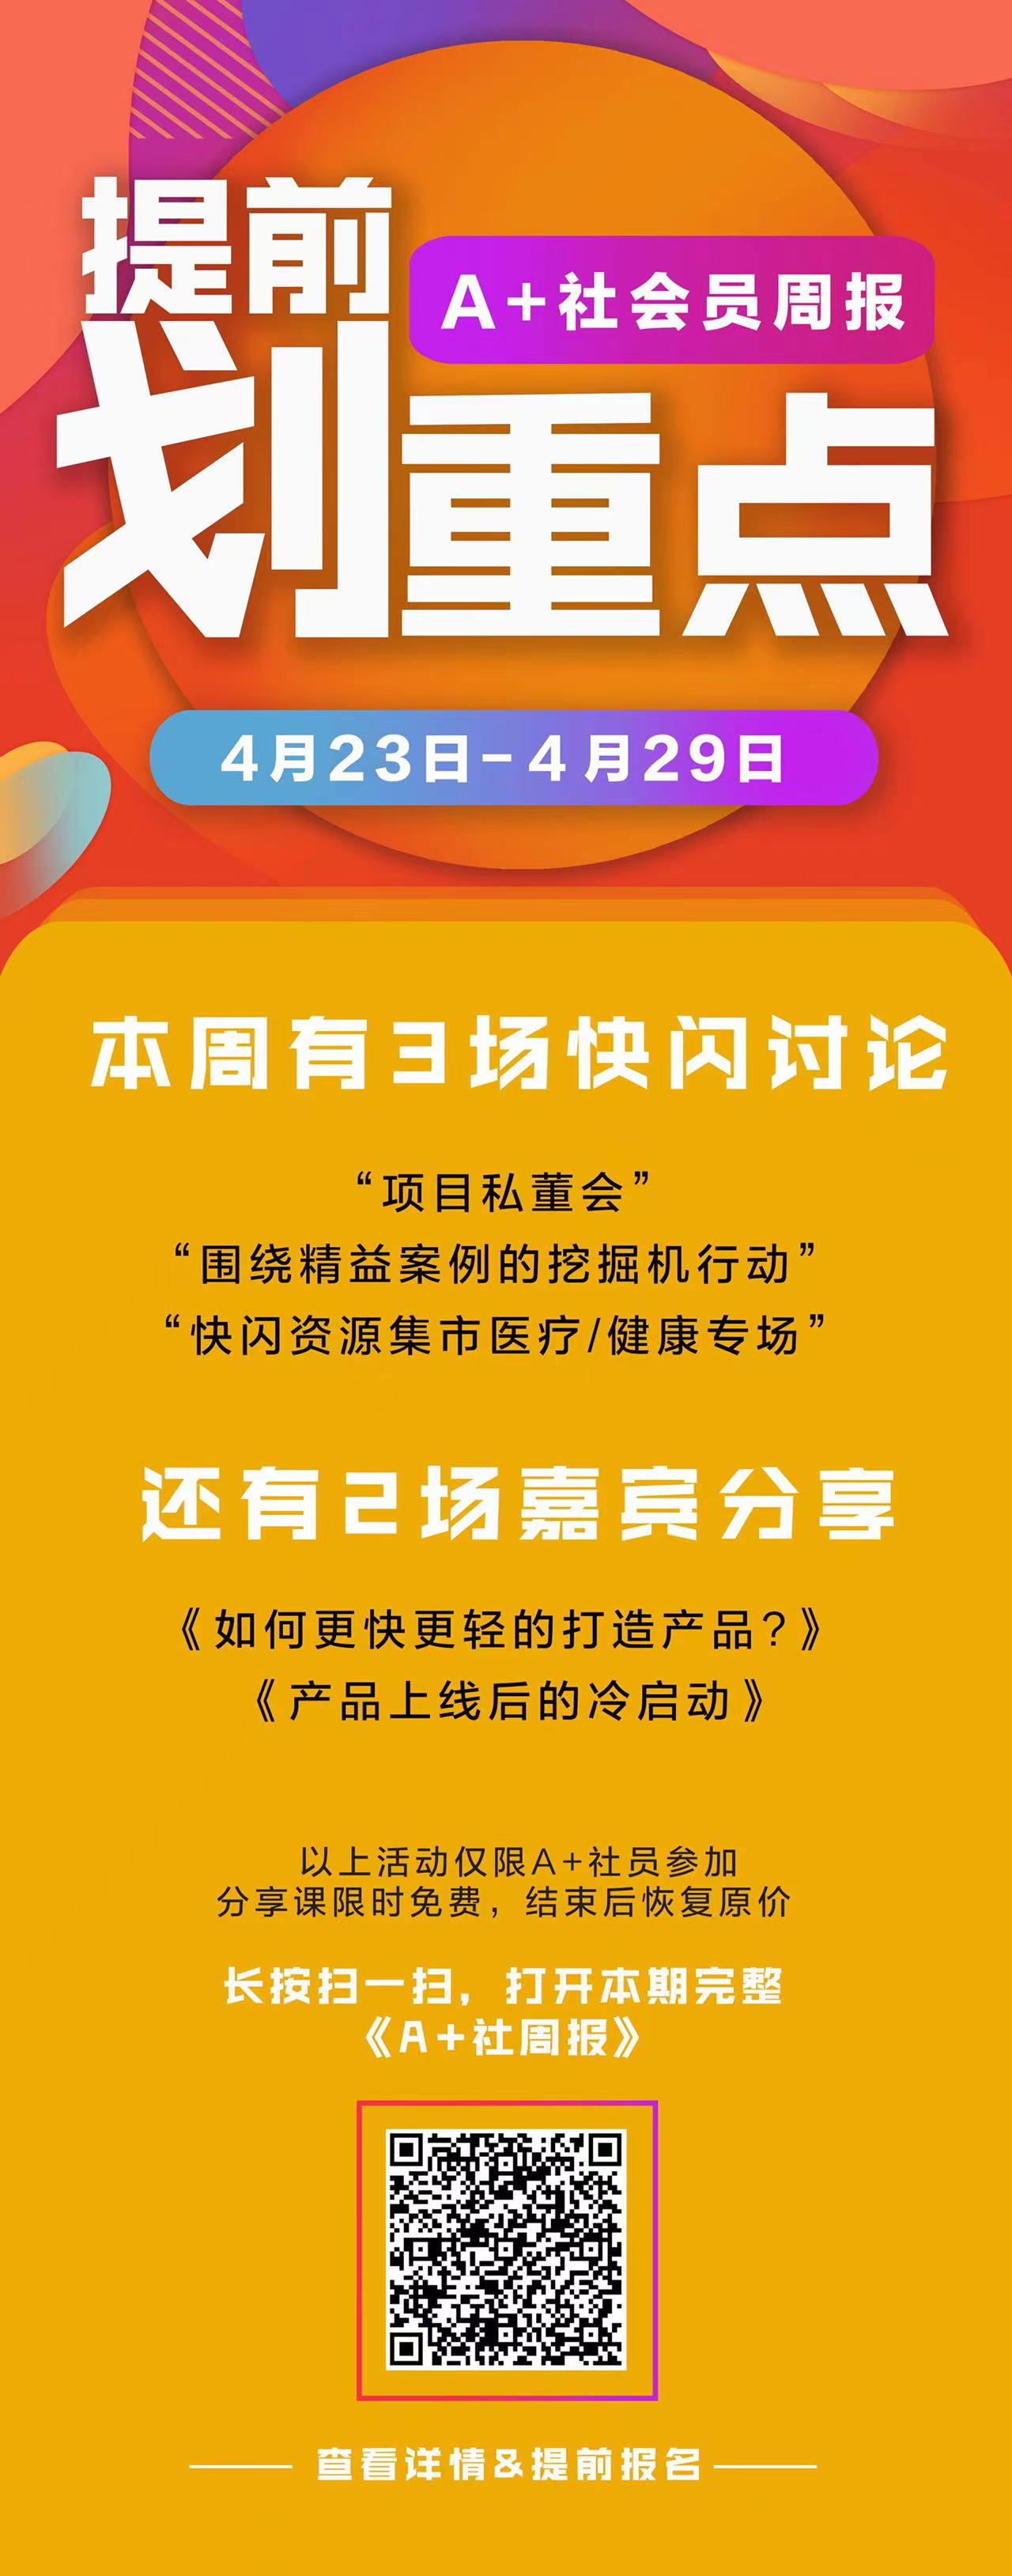 提前
A+社会员周报
划重点
4月23日-4月29日
本周有3场快闪讨论
“项目私董会”
“围绕精益案例的挖掘机行动”
“快闪资源集市医疗/健康专场”
还有2场嘉宾分享
《如何更快更轻的打造产品?》
《产品上线后的冷启动》
以上活动仅限A+社员参加
分享课限时免费，结束后恢复原价
长按扫一扫，打开本期完整
《A+社周报》
查看详情&提前报名